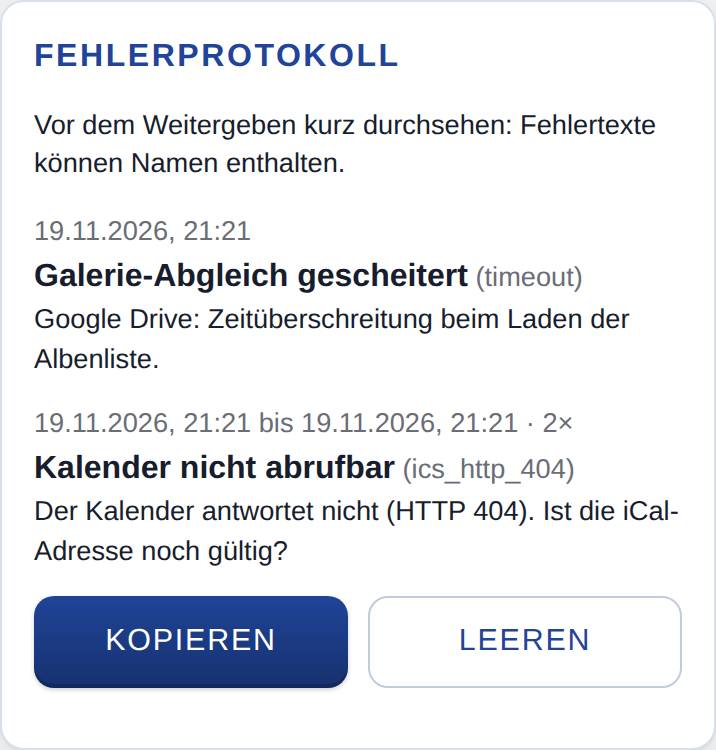 FEHLERPROTOKOLL
Vor dem Weitergeben kurz durchsehen: Fehlertexte
können Namen enthalten.
19.11.2026, 21:21
Galerie-Abgleich gescheitert (timeout)
Google Drive: Zeitüberschreitung beim Laden der
Albenliste.
19.11.2026, 21:21 bis 19.11.2026, 21:21 · 2×
Kalender nicht abrufbar (ics_http_404)
Der Kalender antwortet nicht (HTTP 404). Ist die iCal-
Adresse noch gültig?
KOPIEREN LEEREN